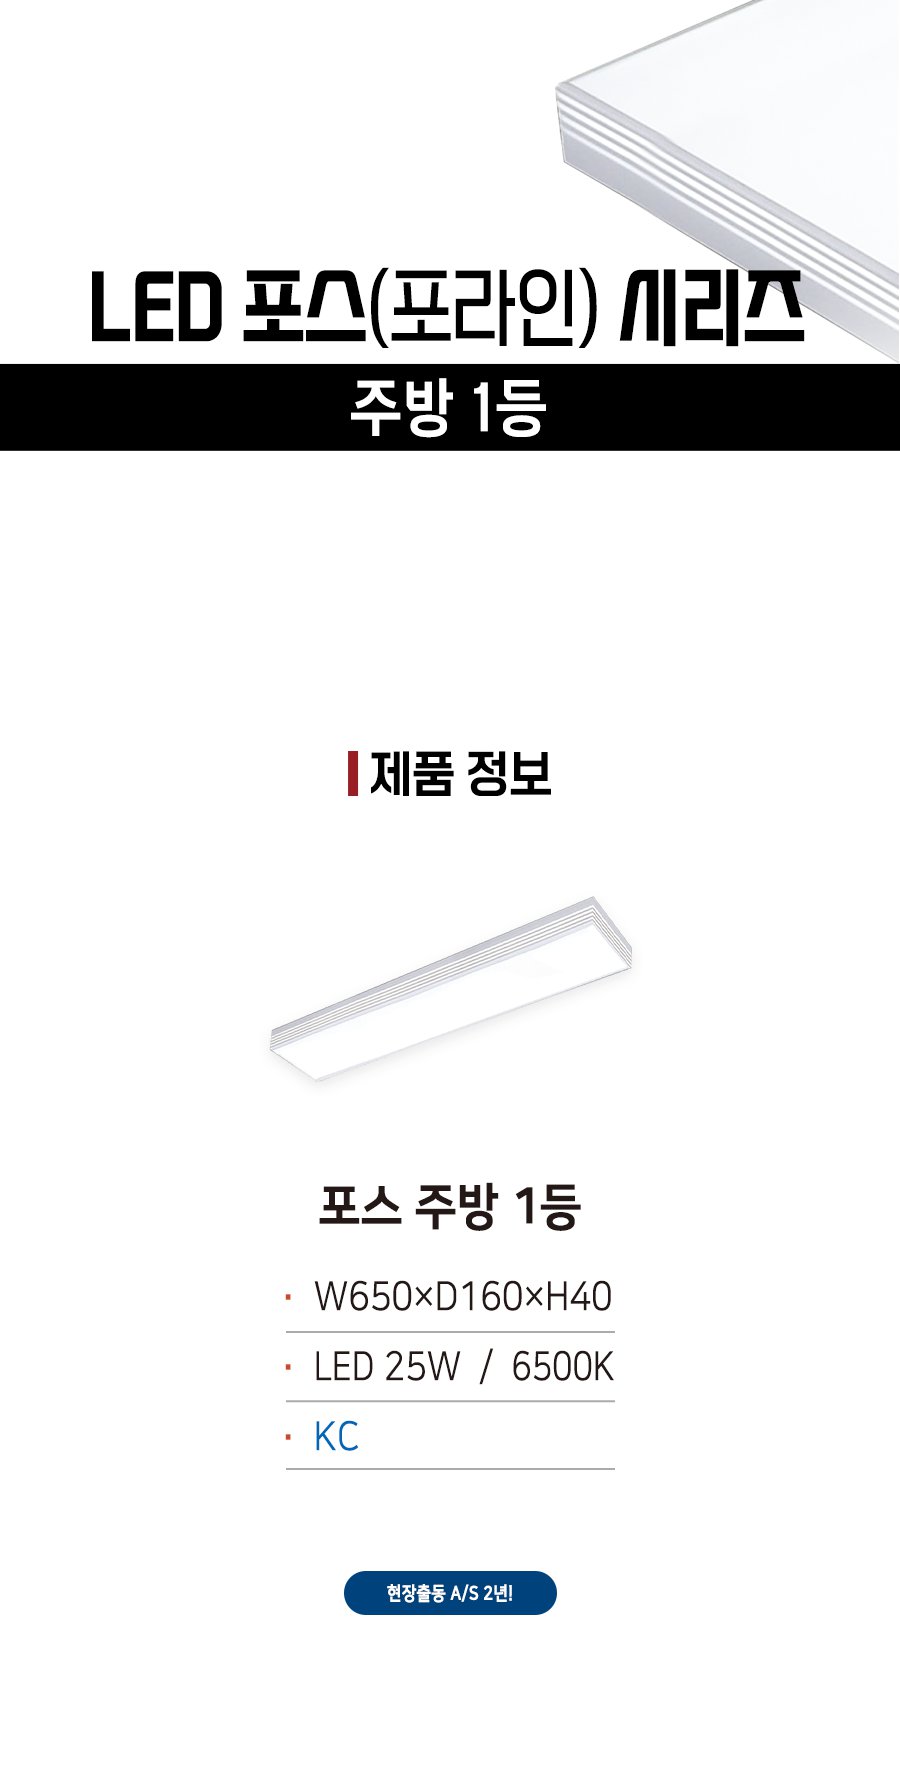 LED 포스(포라인) 시리즈
주방 1등
제품 정보
포스 주방 1등
· W650×D160×H40
· LED 25W / 6500K
· KC
현장출동 A/S 2년!